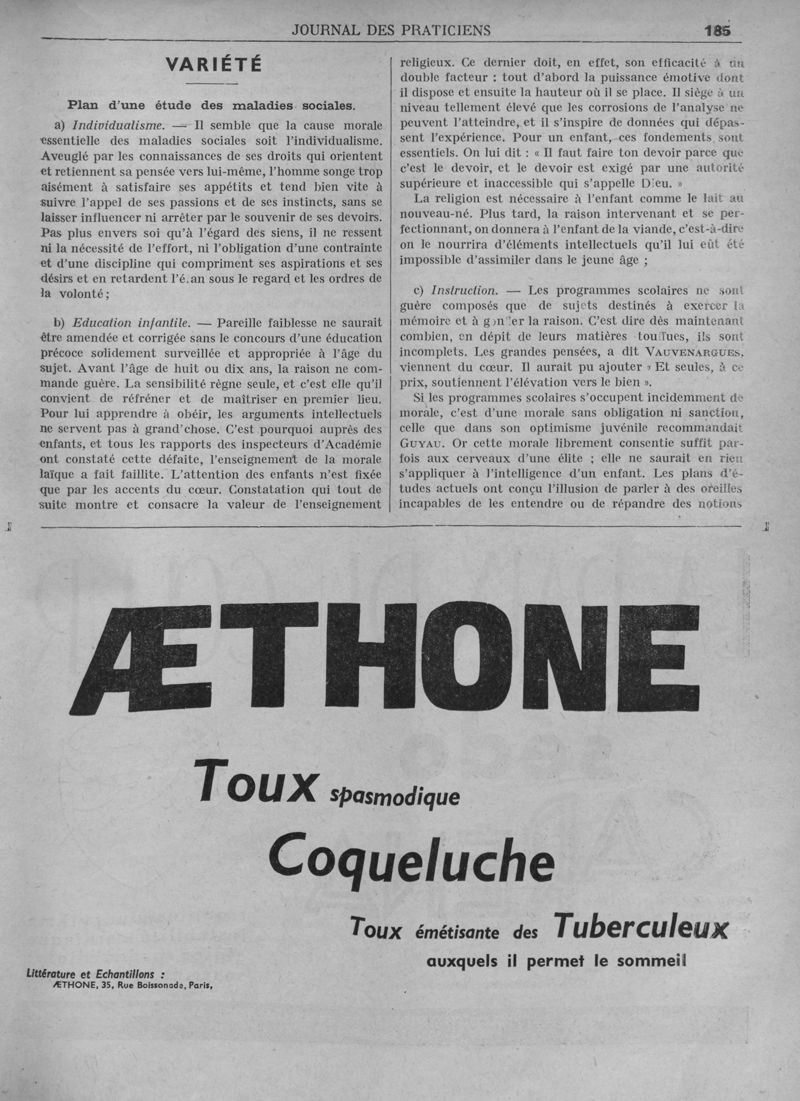 JOURNAL DES PRATICIENS 185
VARIÉTÉ
Plan d'une étude des maladies sociales.
a) Individualisme. — Il semble que la cause morale
essentielle des maladies sociales soit l'individualisme.
Aveuglé par les connaissances de ses droits qui orientent
et retiennent sa pensée vers lui-même, l'homme songe trop
aisément à satisfaire ses appétits et tend bien vite à
suivre l'appel de ses passions et de ses instincts, sans se
laisser influencer ni arrêter par le souvenir de ses devoirs.
Pas plus envers soi qu'à l'égard des siens, il ne ressent
ni la nécessité de l'effort, ni l'obligation d'une contrainte
et d'une discipline qui compriment ses aspirations et ses
désirs et en retardent l'é.an sous le regard et les ordres de
la volonté ;
b) Education infantile. — Pareille faiblesse ne saurait
être amendée et corrigée sans le concours d'une éducation
précoce solidement surveillée et appropriée à l'âge du
sujet. Avant l'âge de huit ou dix ans, la raison ne com-
mande guère. La sensibilité règne seule, et c'est elle qu'il
convient de réfréner et de maîtriser en premier lieu.
Pour lui apprendre à obéir, les arguments intellectuels
ne servent pas à grand'chose. C'est pourquoi auprès des
enfants, et tous les rapports des inspecteurs d'Académie
ont constaté cette défaite, l'enseignement de la morale
laïque a fait faillite. L'attention des enfants n'est fixée
que par les accents du cœur. Constatation qui tout de
suite montre et consacre la valeur de l'enseignement
religieux. Ce dernier doit, en effet, son efficacité à un
double facteur : tout d'abord la puissance émotive dont
il dispose et ensuite la hauteur où il se place. Il siège à un
niveau tellement élevé que les corrosions de l'analyse ne
peuvent l'atteindre, et il s'inspire de données qui dépas-
sent l'expérience. Pour un enfant, ces fondements sont
essentiels. On lui dit : « Il faut faire ton devoir parce que
c'est le devoir, et le devoir est exigé par une autorité
supérieure et inaccessible qui s'appelle Dieu. »
La religion est nécessaire à l'enfant comme le lait au
nouveau-né. Plus tard, la raison intervenant et se per-
fectionnant, on donnera à l'enfant de la viande, c'est-à-dire
on le nourrira d'éléments intellectuels qu'il lui eût été
impossible d'assimiler dans le jeune âge ;
c) Instruction. — Les programmes scolaires ne sont
guère composés que de sujets destinés à exercer la
mémoire et à la raison. C'est dire dès maintenant
combien, en dépit de leurs matières ils sont
incomplets. Les grandes pensées, a dit VAUVENARGUES,
viennent du cœur. Il aurait pu ajouter « Et seules, à ce
prix, soutiennent l'élévation vers le bien ».
Si les programmes scolaires s'occupent incidemment de
morale, c'est d'une morale sans obligation ni sanction,
celle que dans son optimisme juvénile recommandait
GUYAU. Or cette morale librement consentie suffit par-
fois aux cerveaux d'une élite ; elle ne saurait en rien
s'appliquer à l'intelligence d'un enfant. Les plans d'é-
tudes actuels ont conçu l'illusion de parler à des oreilles
incapables de les entendre ou de répandre des notions
ÆTHONE
Toux spasmodique
Coqueluche
Toux émétisante des Tuberculeux
auxquels il permet le sommeil
Littérature et Echantillons :
ÆTHONE, 35, Rue Boissonade, Paris,